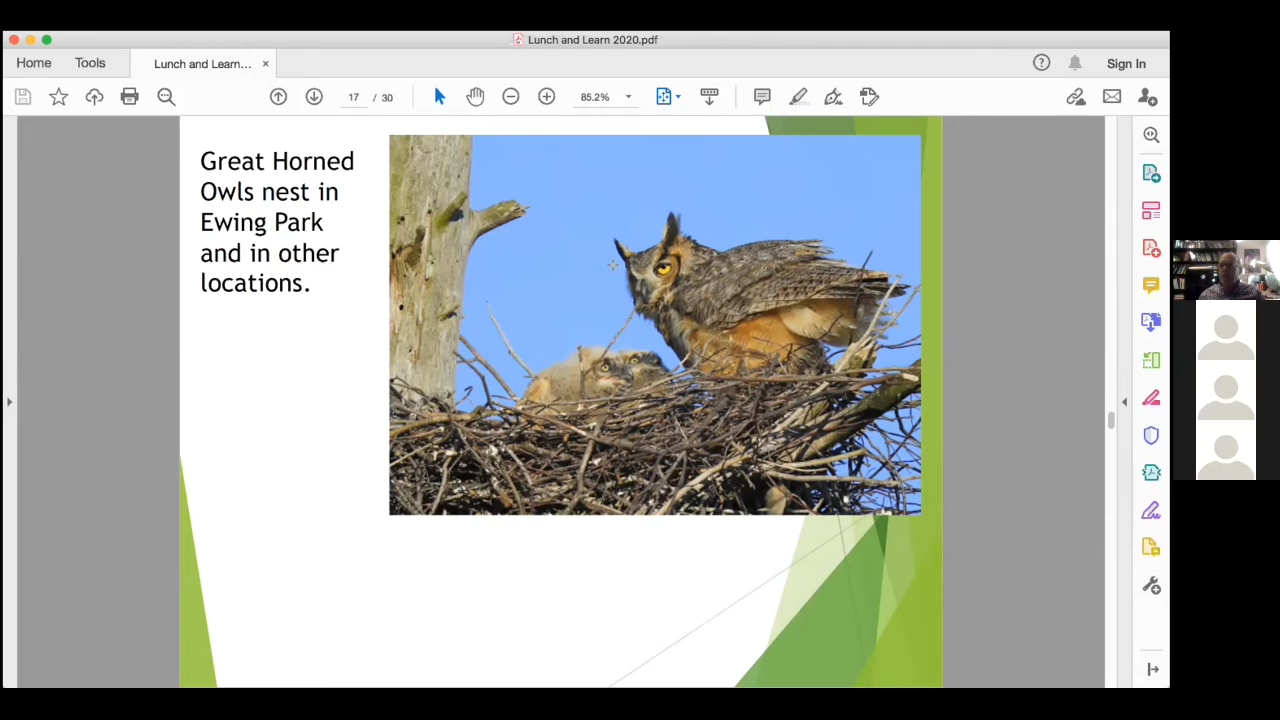 Lunch and Learn 2020.pdf
Home Tools Lunch and Learn... × Sign In
17 / 30 85.2%
Great Horned
Owls nest in
Ewing Park
and in other
locations.